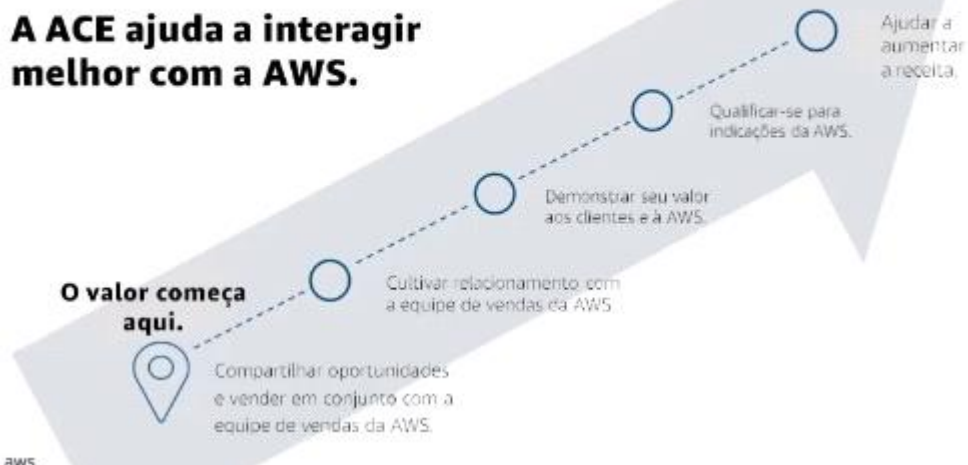 A ACE ajuda a interagir
melhor com a AWS.
Ajudar a
aumentar
a receita.
Qualificar-se para
indicações da AWS.
Demonstrar seu valor
aos clientes e à AWS.
Cultivar relacionamento com
a equipe de vendas da AWS.
O valor começa
aqui.
Compartilhar oportunidades
e vender em conjunto com a
equipe de vendas da AWS.
aws